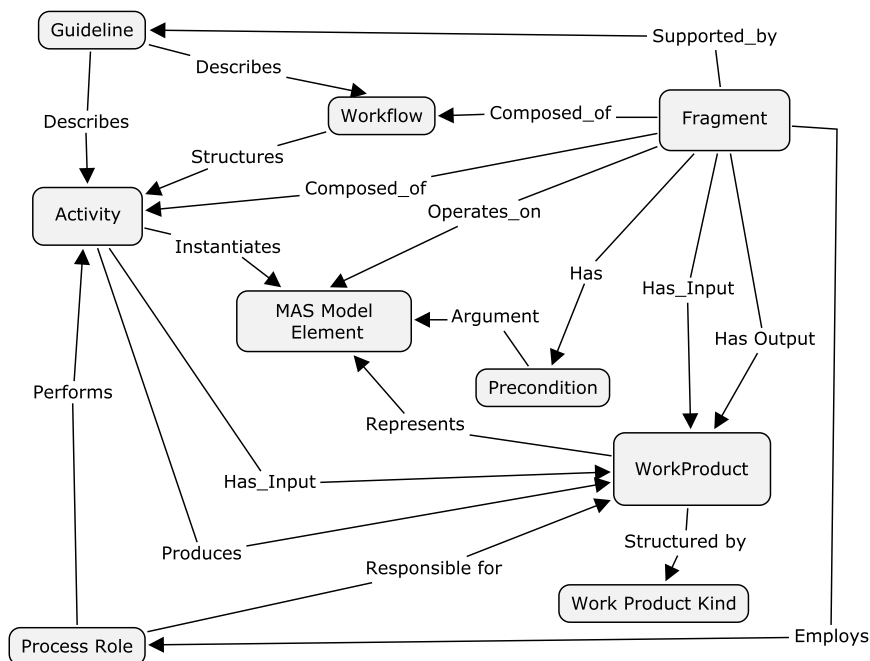 Guideline
Supported_by
Describes
Workflow
Composed_of
Fragment
Describes
Structures
Composed_of
Activity
Operates_on
Instantiates
Has
Has_Input
MAS Model
Element
Argument
Has Output
Performs
Precondition
Represents
WorkProduct
Has_Input
Produces
Responsible for
Structured by
Work Product Kind
Process Role
Employs